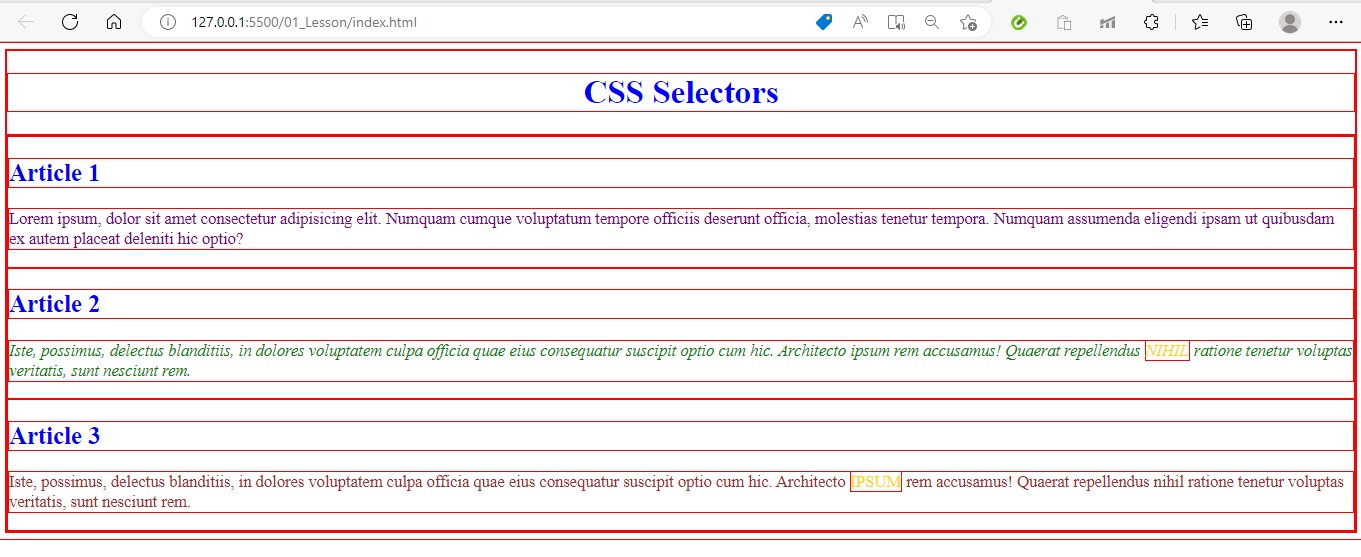 127.0.0.1:5500/01_Lesson/index.html
CSS Selectors
Article 1
Lorem ipsum, dolor sit amet consectetur adipisicing elit. Numquam cumque voluptatum tempore officiis deserunt officia, molestias tenetur tempora. Numquam assumenda eligendi ipsam ut quibusdam
ex autem placeat deleniti hic optio?
Article 2
Iste, possimus, delectus blanditiis, in dolores voluptatem culpa officia quae eius consequatur suscipit optio cum hic. Architecto ipsum rem accusamus! Quaerat repellendus NIHIL ratione tenetur voluptas
veritatis, sunt nesciunt rem.
Article 3
Iste, possimus, delectus blanditiis, in dolores voluptatem culpa officia quae eius consequatur suscipit optio cum hic. Architecto IPSUM rem accusamus! Quaerat repellendus nihil ratione tenetur voluptas
veritatis, sunt nesciunt rem.